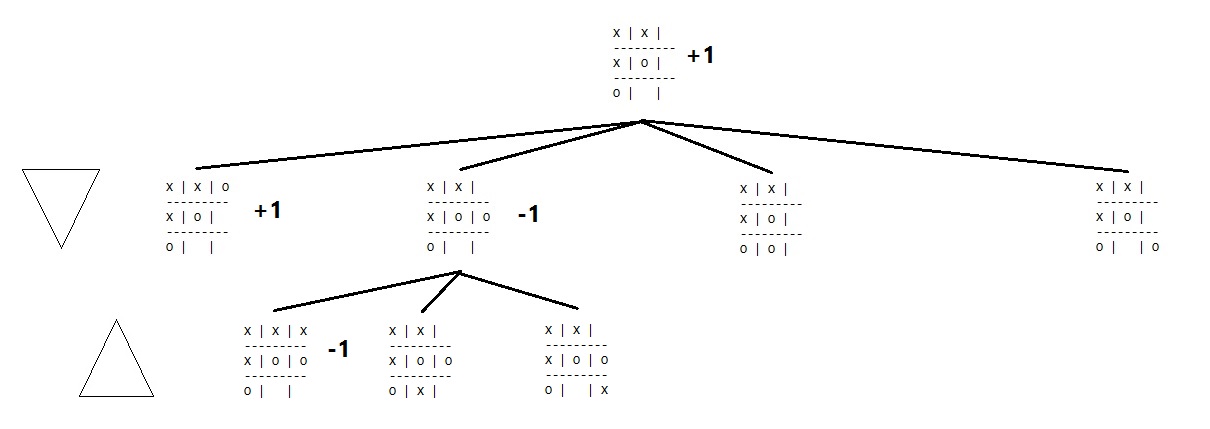 x | x |
---------
x | o | +1
---------
o |   |
x | x | o
---------
x | o | +1
---------
o |   |
x | x |
---------
x | o | o -1
---------
o |   |
x | x |
---------
x | o |
---------
o | o |
x | x |
---------
x | o |
---------
o |   | o
x | x | x
---------
x | o | o -1
---------
o |   |
x | x |
---------
x | o | o
---------
o | x |
x | x |
---------
x | o | o
---------
o |   | x